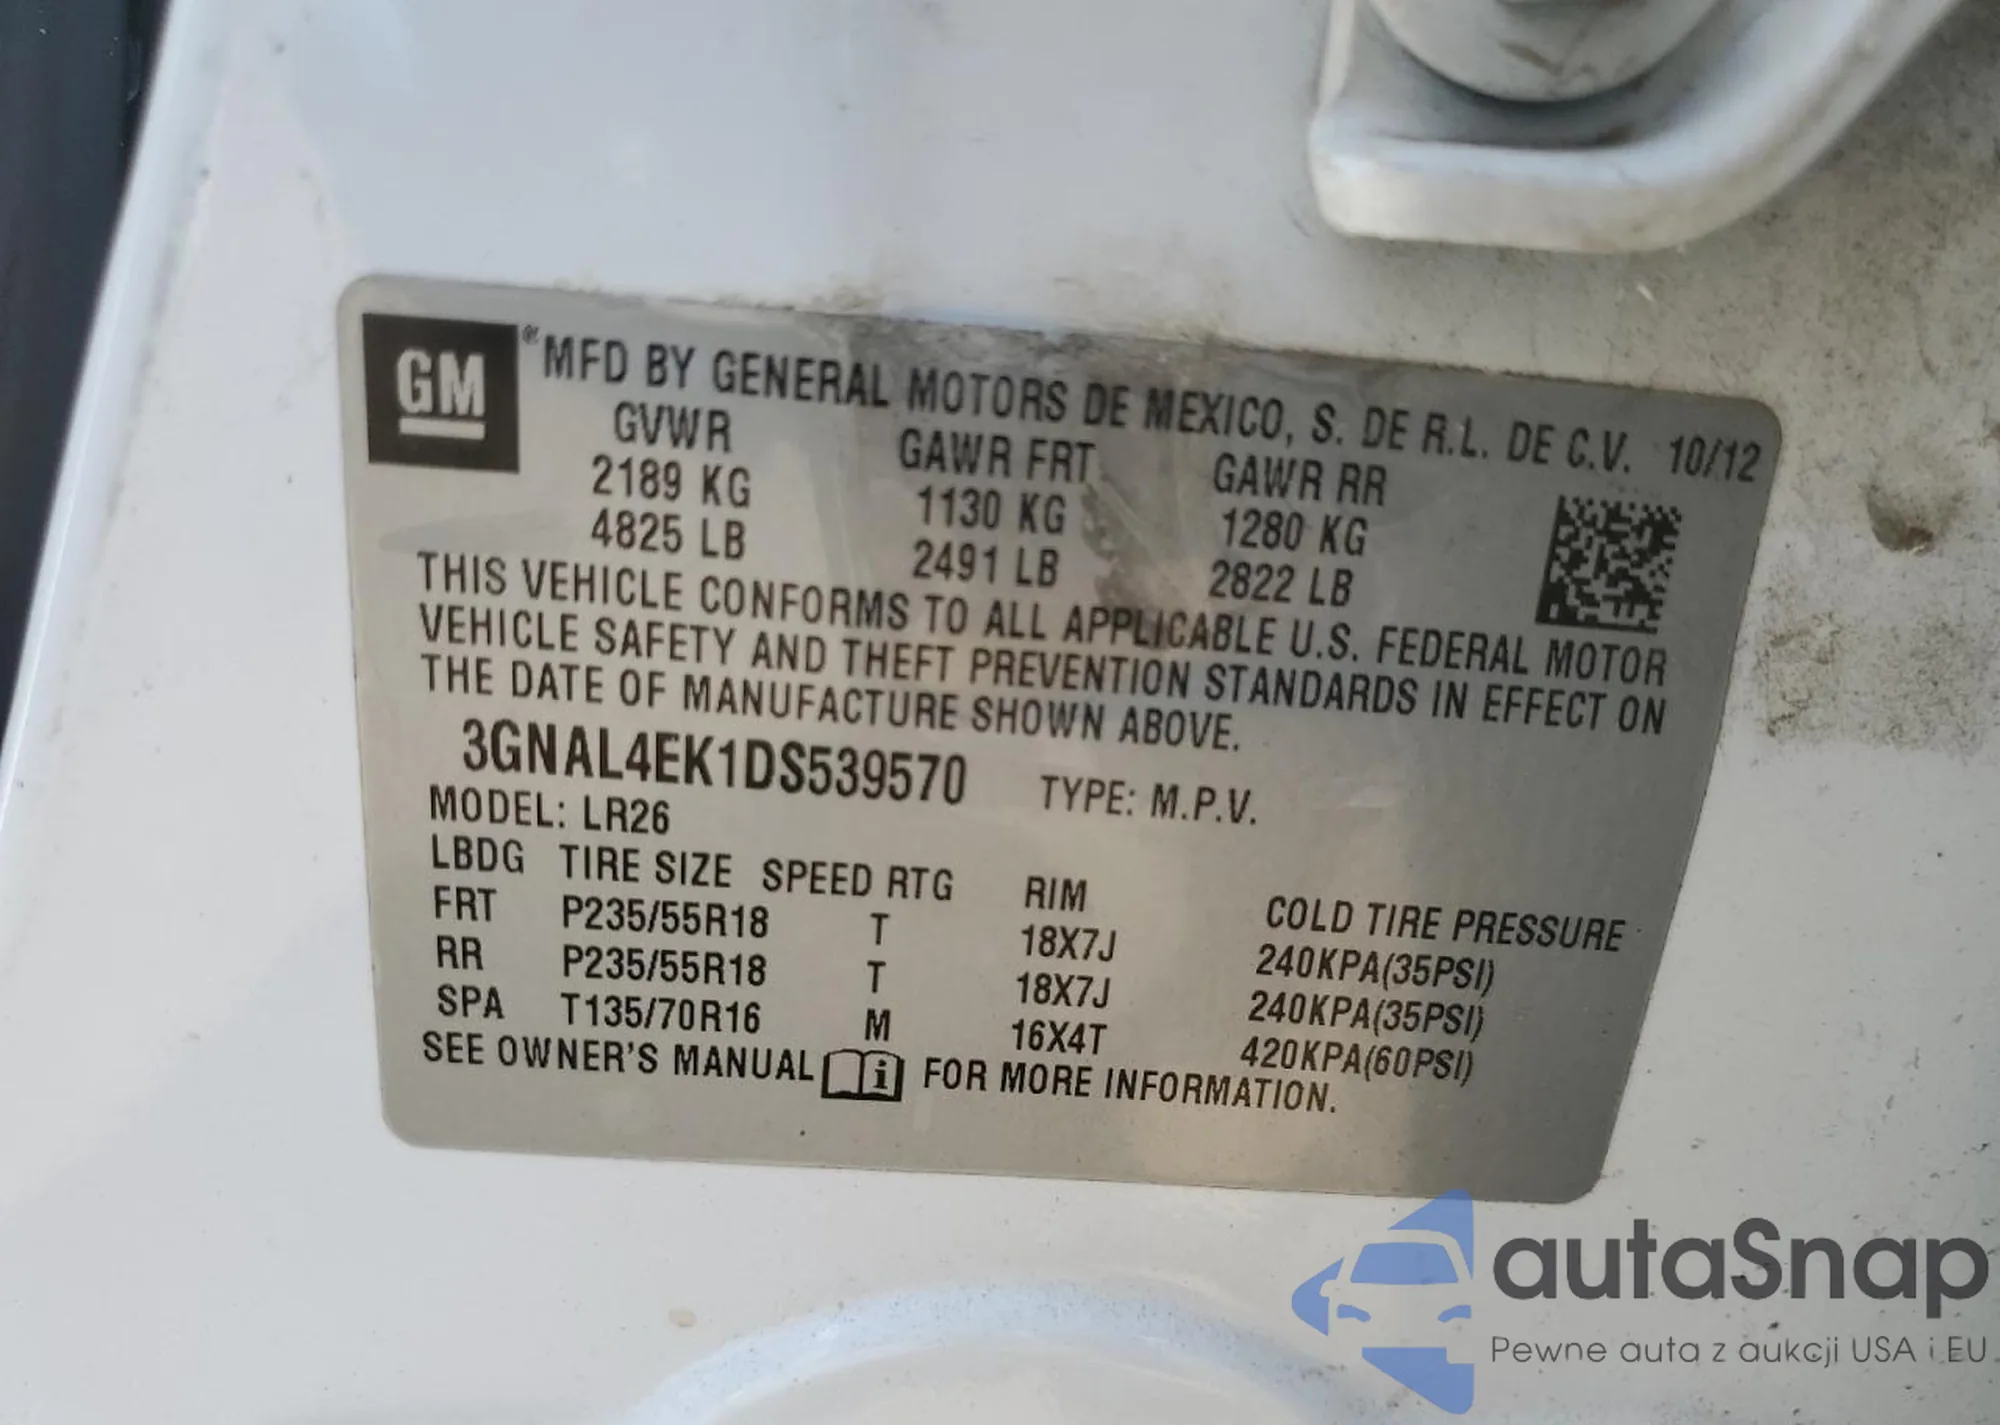 GM ® MFD BY GENERAL MOTORS DE MEXICO, S. DE R.L. DE C.V. 10/12
GVWR GAWR FRT GAWR RR
2189 KG 1130 KG 1280 KG
4825 LB 2491 LB 2822 LB
THIS VEHICLE CONFORMS TO ALL APPLICABLE U.S. FEDERAL MOTOR
VEHICLE SAFETY AND THEFT PREVENTION STANDARDS IN EFFECT ON
THE DATE OF MANUFACTURE SHOWN ABOVE.
3GNAL4EK1DS539570 TYPE: M.P.V.
MODEL: LR26
LBDG TIRE SIZE SPEED RTG RIM COLD TIRE PRESSURE
FRT P235/55R18 T 18X7J 240KPA(35PSI)
RR P235/55R18 T 18X7J 240KPA(35PSI)
SPA T135/70R16 M 16X4T 420KPA(60PSI)
SEE OWNER'S MANUAL i FOR MORE INFORMATION.
autaSnap
Pewne auta z aukcji USA i EU